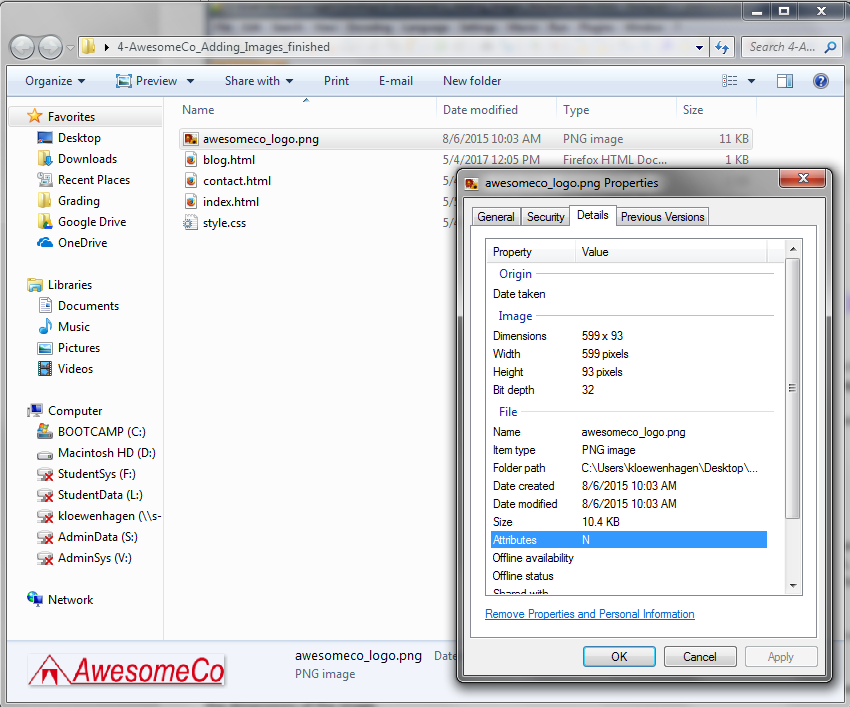 4-AwesomeCo_Adding_Images_finished
Search 4-A...
Organize Preview Share with Print E-mail New folder
Name Date modified Type Size
Favorites
Desktop
Downloads
Recent Places
Grading
Google Drive
OneDrive
Libraries
Documents
Music
Pictures
Videos
Computer
BOOTCAMP (C:)
Macintosh HD (D:)
StudentSys (F:)
StudentData (L:)
kloewenhagen (\\s-
AdminData (S:)
AdminSys (V:)
Network
awesomeco_logo.png 8/6/2015 10:03 AM PNG image 11 KB
blog.html 5/4/2017 12:05 PM Firefox HTML Doc... 1 KB
contact.html 5/4
index.html 5/5
style.css 5/4
awesomeco_logo.png Properties
General Security Details Previous Versions
Property Value
Origin
Date taken
Image
Dimensions 599 x 93
Width 599 pixels
Height 93 pixels
Bit depth 32
File
Name awesomeco_logo.png
Item type PNG image
Folder path C:\Users\kloewenhagen\Desktop\...
Date created 8/6/2015 10:03 AM
Date modified 8/6/2015 10:03 AM
Size 10.4 KB
Attributes N
Offline availability
Offline status
Shared with
Remove Properties and Personal Information
OK Cancel Apply
AwesomeCo
awesomeco_logo.png Date
PNG image